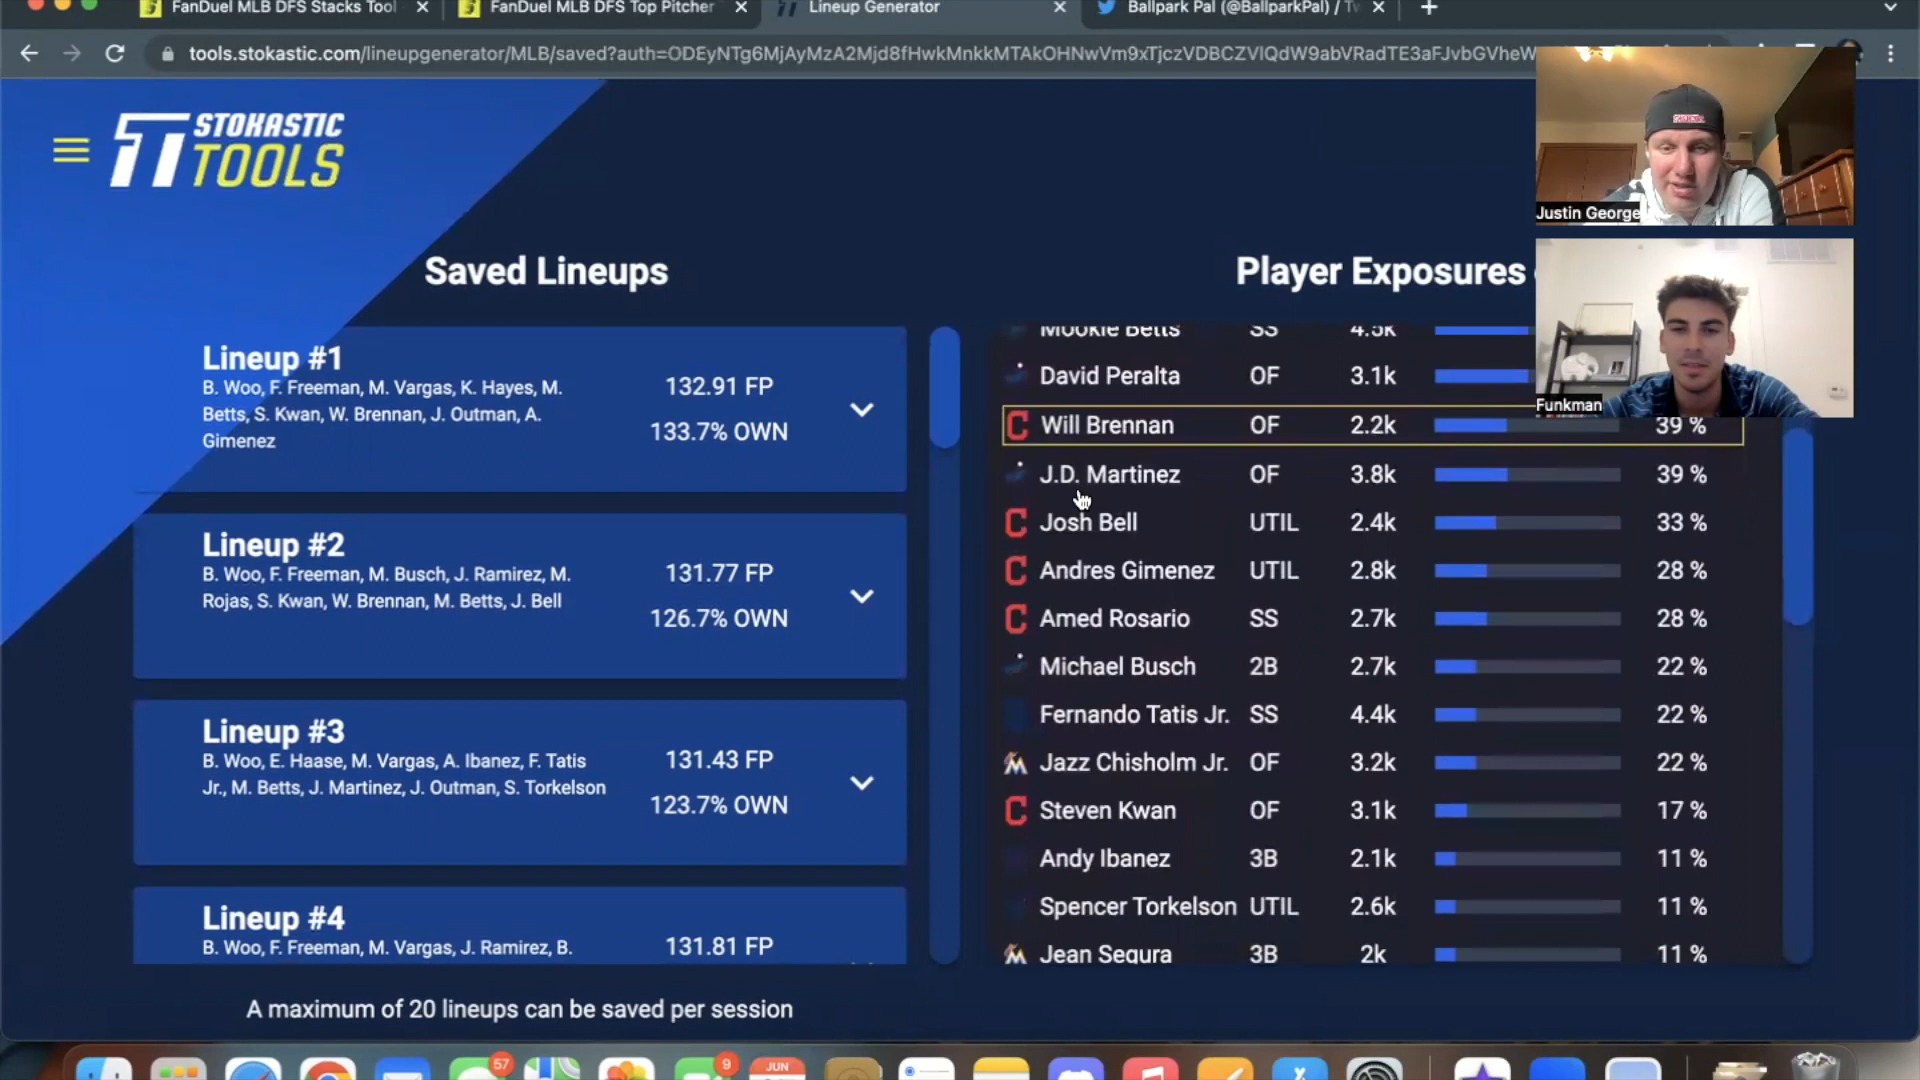 FanDuel MLB DFS Stacks Tool
FanDuel MLB DFS Top Pitcher
Lineup Generator
Ballpark Pal (@BallparkPal) / Tw
tools.stokastic.com/lineupgenerator/MLB/saved?auth=
STOKASTIC
TOOLS
Justin George
Funkman
Saved Lineups
Player Exposures
Lineup #1
B. Woo, F. Freeman, M. Vargas, K. Hayes, M.
Betts, S. Kwan, W. Brennan, J. Outman, A.
Gimenez
132.91 FP
133.7% OWN
Lineup #2
B. Woo, F. Freeman, M. Busch, J. Ramirez, M.
Rojas, S. Kwan, W. Brennan, M. Betts, J. Bell
131.77 FP
126.7% OWN
Lineup #3
B. Woo, E. Haase, M. Vargas, A. Ibanez, F. Tatis
Jr., M. Betts, J. Martinez, J. Outman, S. Torkelson
131.43 FP
123.7% OWN
Lineup #4
B. Woo, F. Freeman, M. Vargas, J. Ramirez, B.
131.81 FP
A maximum of 20 lineups can be saved per session
Mookie Betts SS 4.5k
David Peralta OF 3.1k
C Will Brennan OF 2.2k 39 %
J.D. Martinez OF 3.8k 39 %
C Josh Bell UTIL 2.4k 33 %
C Andres Gimenez UTIL 2.8k 28 %
C Amed Rosario SS 2.7k 28 %
Michael Busch 2B 2.7k 22 %
Fernando Tatis Jr. SS 4.4k 22 %
Jazz Chisholm Jr. OF 3.2k 22 %
C Steven Kwan OF 3.1k 17 %
Andy Ibanez 3B 2.1k 11 %
Spencer Torkelson UTIL 2.6k 11 %
Jean Segura 3B 2k 11 %
57
9
JUN